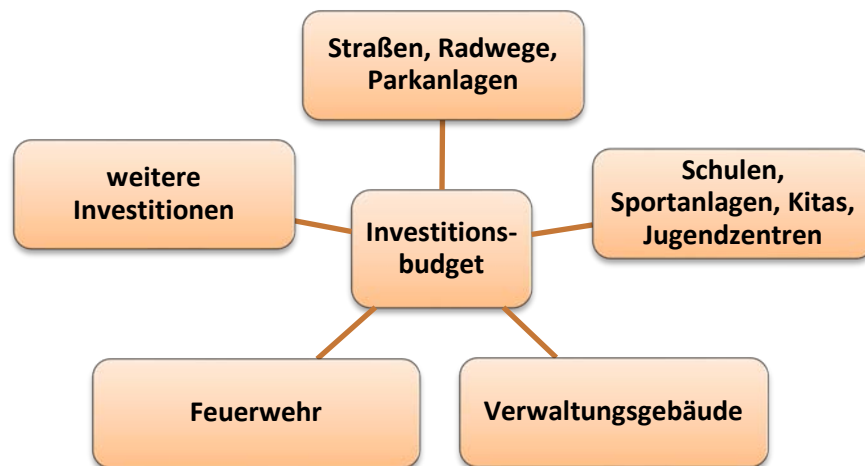 Straßen, Radwege,
Parkanlagen
weitere
Investitionen
Schulen,
Sportanlagen, Kitas,
Jugendzentren
Investitions-
budget
Feuerwehr
Verwaltungsgebäude